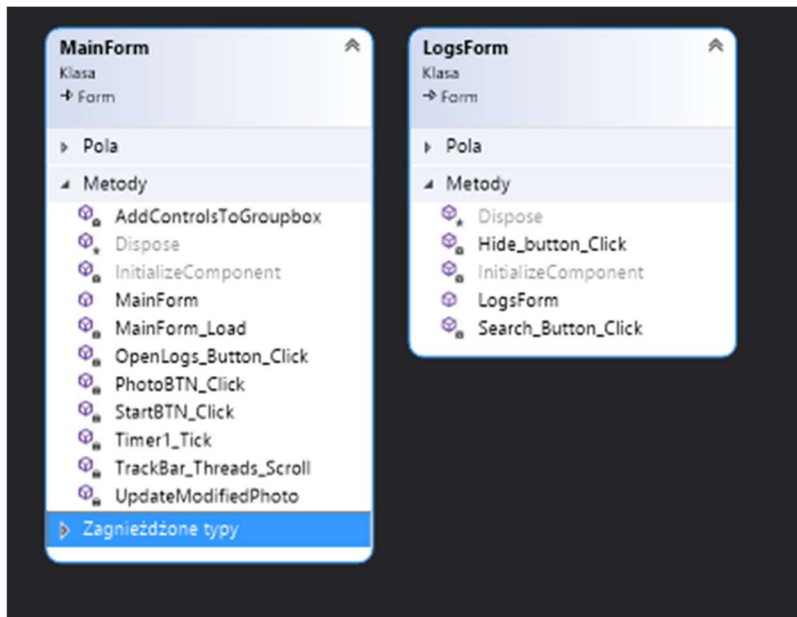 MainForm
Klasa
Form
Pola
Metody
AddControlsToGroupbox
Dispose
InitializeComponent
MainForm
MainForm_Load
OpenLogs_Button_Click
PhotoBTN_Click
StartBTN_Click
Timer1_Tick
TrackBar_Threads_Scroll
UpdateModifiedPhoto
Zagnieżdżone typy
LogsForm
Klasa
Form
Pola
Metody
Dispose
Hide_button_Click
InitializeComponent
LogsForm
Search_Button_Click